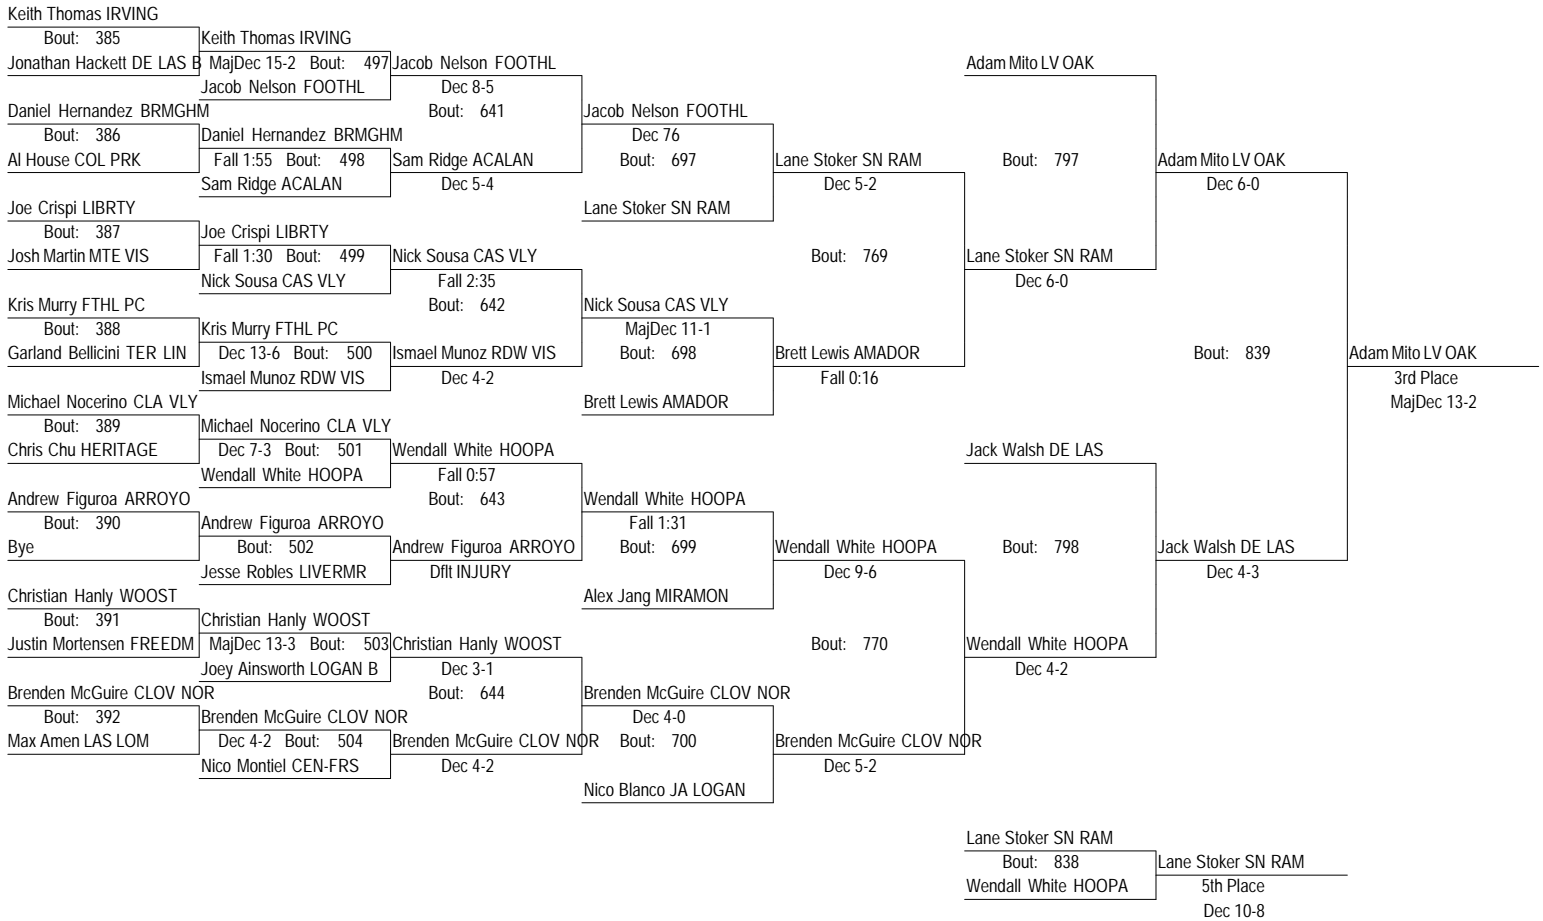 Keith Thomas IRVING
Bout: 385 Keith Thomas IRVING
Jonathan Hackett DE LAS B MajDec 15-2 Bout: 497 Jacob Nelson FOOTHL Adam Mito LV OAK
Jacob Nelson FOOTHL Dec 8-5
Daniel Hernandez BRMGHM Bout: 641 Jacob Nelson FOOTHL
Bout: 386 Daniel Hernandez BRMGHM Dec 76
Al House COL PRK Fall 1:55 Bout: 498 Sam Ridge ACALAN Bout: 697 Lane Stoker SN RAM Bout: 797 Adam Mito LV OAK
Sam Ridge ACALAN Dec 5-4 Dec 5-2 Dec 6-0
Joe Crispi LIBRTY Lane Stoker SN RAM
Bout: 387 Joe Crispi LIBRTY
Josh Martin MTE VIS Fall 1:30 Bout: 499 Nick Sousa CAS VLY Bout: 769 Lane Stoker SN RAM
Nick Sousa CAS VLY Fall 2:35 Dec 6-0
Kris Murry FTHL PC Bout: 642 Nick Sousa CAS VLY
Bout: 388 Kris Murry FTHL PC MajDec 11-1
Garland Bellicini TER LIN Dec 13-6 Bout: 500 Ismael Munoz RDW VIS Bout: 698 Brett Lewis AMADOR Bout: 839 Adam Mito LV OAK
Ismael Munoz RDW VIS Dec 4-2 Fall 0:16 3rd Place
Michael Nocerino CLA VLY Brett Lewis AMADOR MajDec 13-2
Bout: 389 Michael Nocerino CLA VLY
Chris Chu HERITAGE Dec 7-3 Bout: 501 Wendall White HOOPA Jack Walsh DE LAS
Wendall White HOOPA Fall 0:57
Andrew Figuroa ARROYO Bout: 643 Wendall White HOOPA
Bout: 390 Andrew Figuroa ARROYO Fall 1:31
Bye Bout: 502 Andrew Figuroa ARROYO Bout: 699 Wendall White HOOPA Bout: 798 Jack Walsh DE LAS
Jesse Robles LIVERMR Dflt INJURY Dec 9-6 Dec 4-3
Christian Hanly WOOST Alex Jang MIRAMON
Bout: 391 Christian Hanly WOOST
Justin Mortensen FREEDM MajDec 13-3 Bout: 503 Christian Hanly WOOST Bout: 770 Wendall White HOOPA
Joey Ainsworth LOGAN B Dec 3-1 Dec 4-2
Brenden McGuire CLOV NOR Bout: 644 Brenden McGuire CLOV NOR
Bout: 392 Brenden McGuire CLOV NOR Dec 4-0
Max Amen LAS LOM Dec 4-2 Bout: 504 Brenden McGuire CLOV NOR Bout: 700 Brenden McGuire CLOV NOR
Nico Montiel CEN-FRS Dec 4-2 Dec 5-2
Nico Blanco JA LOGAN
Lane Stoker SN RAM
Bout: 838 Lane Stoker SN RAM
Wendall White HOOPA 5th Place
Dec 10-8